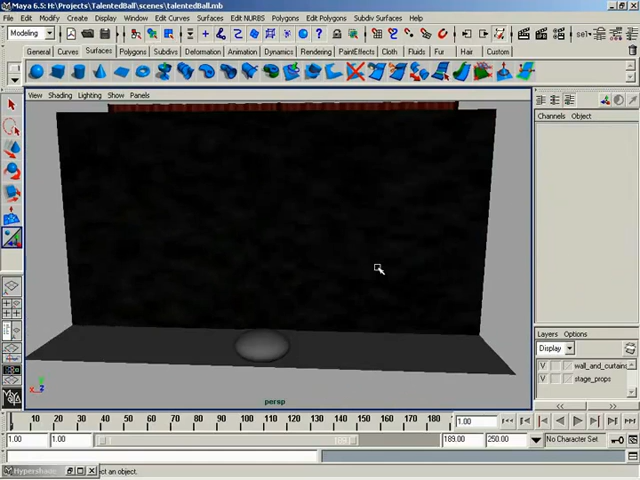 Maya 6.5: H:\Projects\TalentedBall\scenes\talentedBall.mb
File Edit Modify Create Display Window Edit Curves Surfaces Edit NURBS Polygons Edit Polygons Subdiv Surfaces Help
Modeling sel
General Curves Surfaces Polygons Subdivs Deformation Animation Dynamics Rendering PaintEffects Cloth Fluids Fur Hair Custom
View Shading Lighting Show Panels
Channels Object
persp
Layers Options
Display
V wall_and_curtains
V stage_props
10 20 30 40 50 60 70 80 90 100 110 120 130 140 150 160 170 180 1.00
1.00 1.00 189 189.00 250.00 No Character Set
Hypershade ect an object.